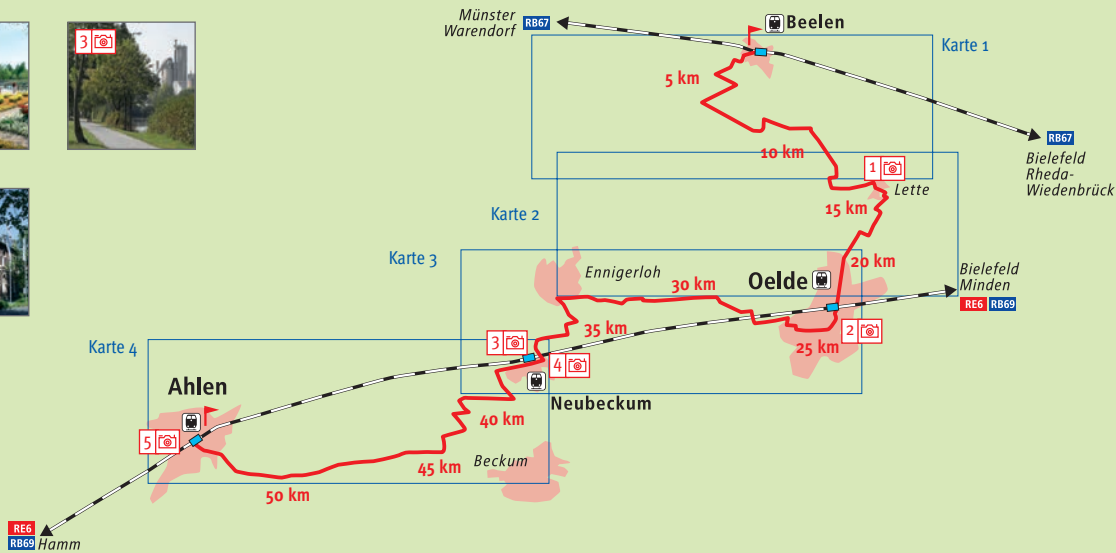 3
Münster
Warendorf
RB67
Beelen
Karte 1
5 km
10 km
RB67
Bielefeld
Rheda-
Wiedenbrück
1
Lette
15 km
Karte 2
20 km
Karte 3
Ennigerloh
30 km
Oelde
Bielefeld
Minden
RE6 RB69
35 km
25 km
2
Karte 4
3
4
Ahlen
Neubeckum
40 km
5
45 km
Beckum
50 km
RE6
RB69 Hamm